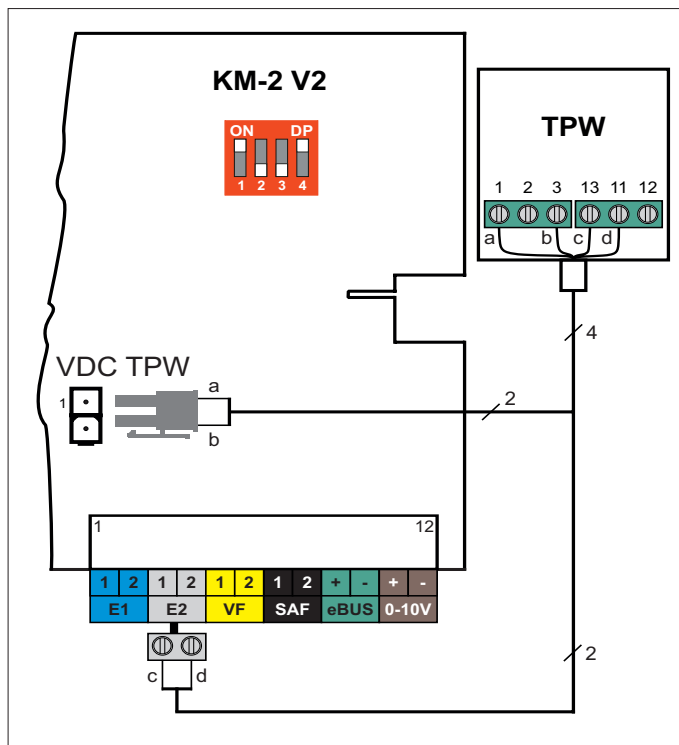 KM-2 V2
ON DP
1 2 3 4
TPW
1 2 3 13 11 12
a b c d
4
VDC TPW
1
a
b
2
1 12
1 2 1 2 1 2 1 2 + - + -
E1 E2 VF SAF eBUS 0-10V
c d
2